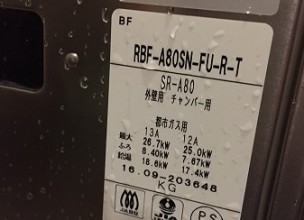 BF
RBF-A80SN-FU-R-T
SR-A80
外壁用 チャンバー用
都市ガス用
13A 12A
最大 26.7kW 25.0kW
ふろ 8.40kW 7.67kW
給湯 18.6kW 17.4kW
16.09-203648
KG
PS